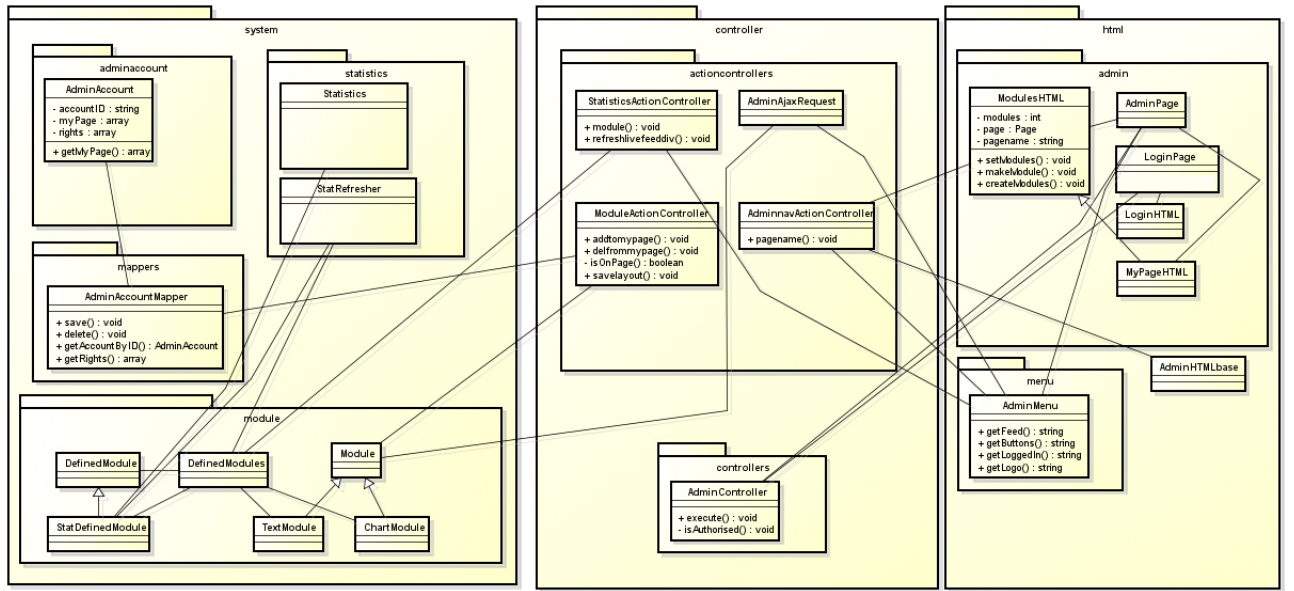 system
adminaccount
AdminAccount
- accountID : string
- myPage : array
- rights : array
+ getMyPage() : array
statistics
Statistics
StatRefresher
mappers
AdminAccountMapper
+ save() : void
+ delete() : void
+ getAccountByID() : AdminAccount
+ getRights() : array
module
DefinedModule
DefinedModules
Module
StatDefinedModule
TextModule
ChartModule
controller
actioncontrollers
StatisticsActionController
+ module() : void
+ refreshlivefeeddiv() : void
AdminAjaxRequest
ModuleActionController
+ addtomypage() : void
+ delfrommypage() : void
- isOnPage() : boolean
+ savelayout() : void
AdminnavActionController
+ pagename() : void
controllers
AdminController
+ execute() : void
- isAuthorised() : void
html
admin
ModulesHTML
- modules : int
- page : Page
- pagename : string
+ setModules() : void
+ makeModule() : void
+ createModules() : void
AdminPage
LoginPage
LoginHTML
MyPageHTML
AdminHTMLbase
menu
AdminMenu
+ getFeed() : string
+ getButtons() : string
+ getLoggedIn() : string
+ getLogo() : string